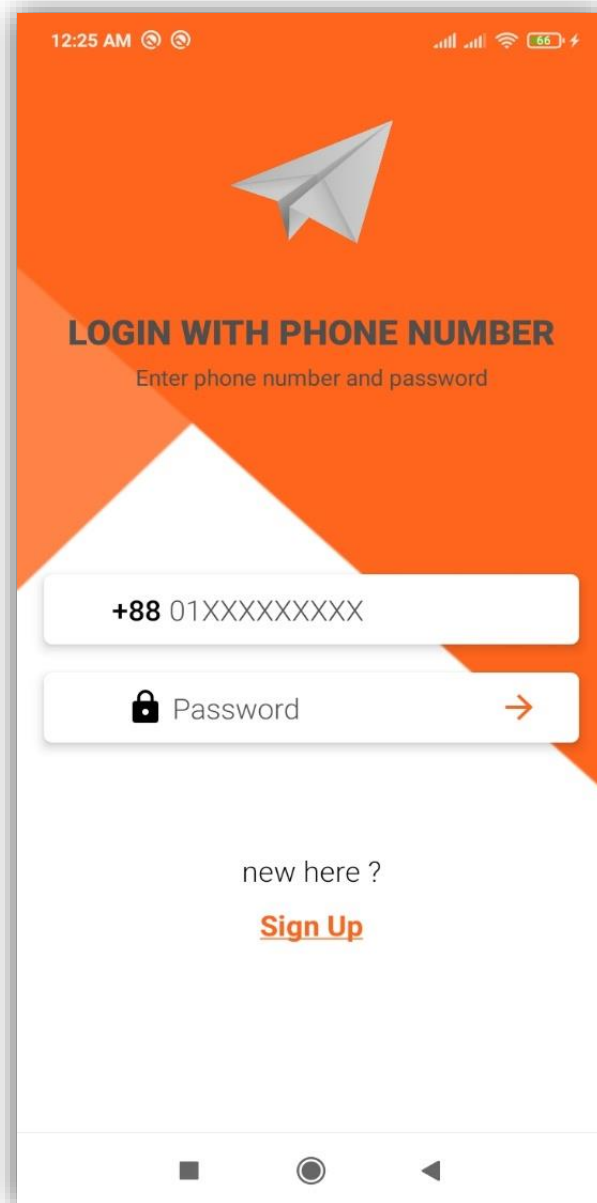 12:25 AM 66
LOGIN WITH PHONE NUMBER
Enter phone number and password
+88 01XXXXXXXXX
Password
new here ?
Sign Up